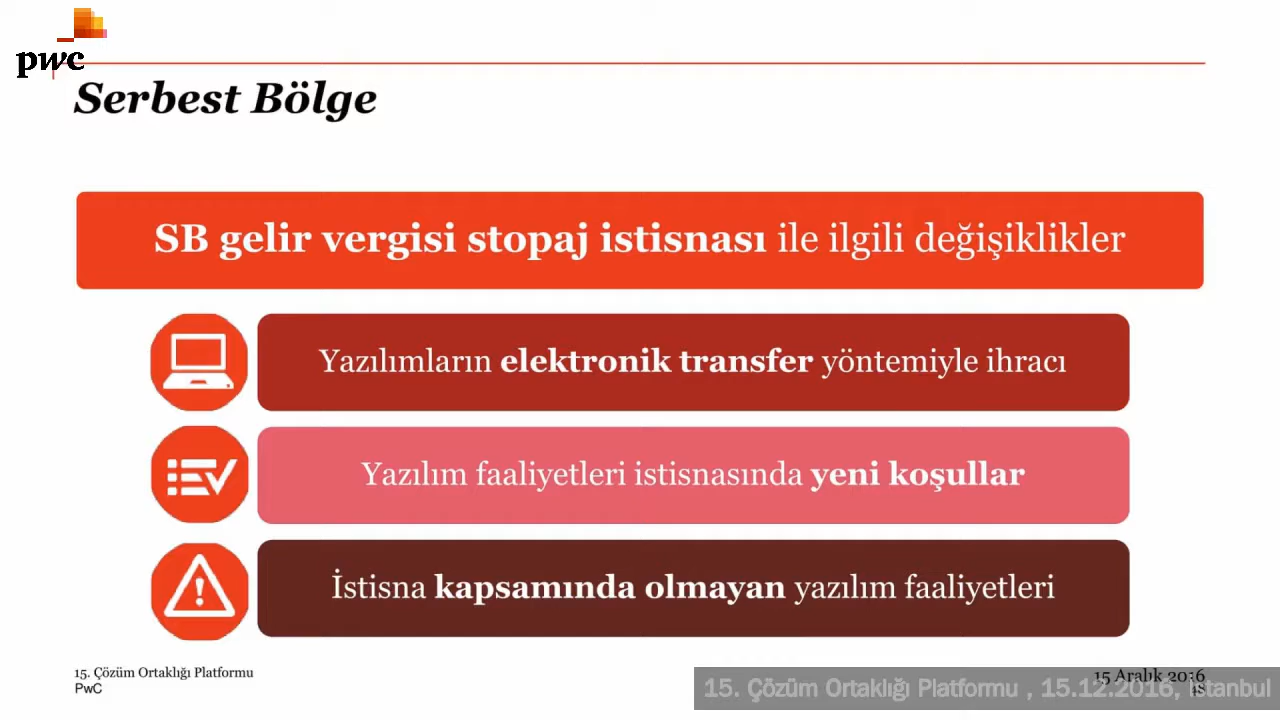 pwc
Serbest Bölge
SB gelir vergisi stopaj istisnası ile ilgili değişiklikler
Yazılımların elektronik transfer yöntemiyle ihracı
Yazılım faaliyetleri istisnasında yeni koşullar
İstisna kapsamında olmayan yazılım faaliyetleri
15. Çözüm Ortaklığı Platformu
PwC
15 Aralık 2016
15. Çözüm Ortaklığı Platformu , 15.12.2016, İstanbul